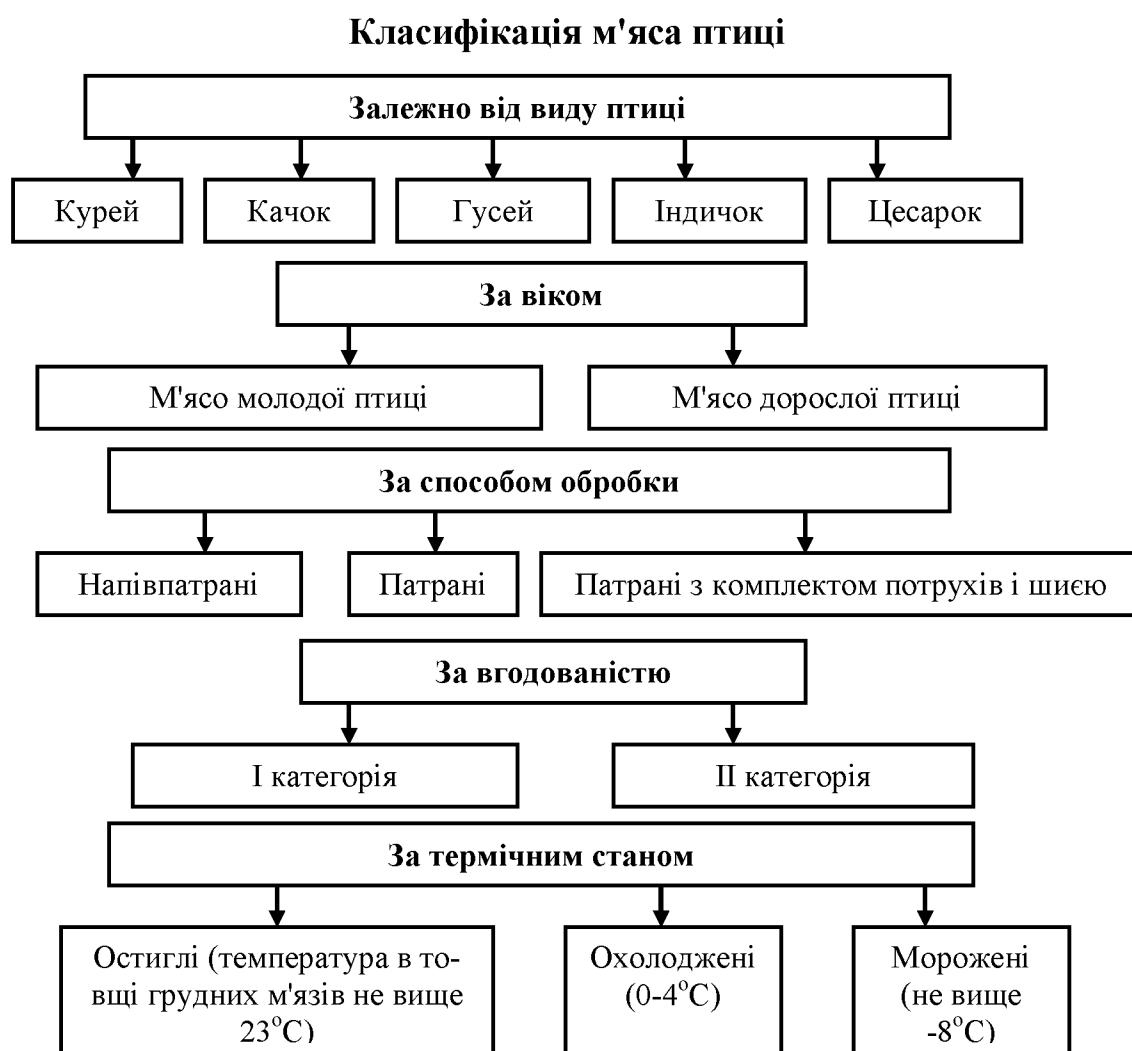 Класифікація м'яса птиці
Залежно від виду птиці
Курей
Качок
Гусей
Індичок
Цесарок
За віком
М'ясо молодої птиці
М'ясо дорослої птиці
За способом обробки
Напівпатрані
Патрані
Патрані з комплектом потрухів і шиєю
За вгодованістю
І категорія
ІІ категорія
За термічним станом
Остиглі (температура в то-
вщі грудних м'язів не вище
23°С)
Охолоджені
(0-4°С)
Морожені
(не вище
-8°С)